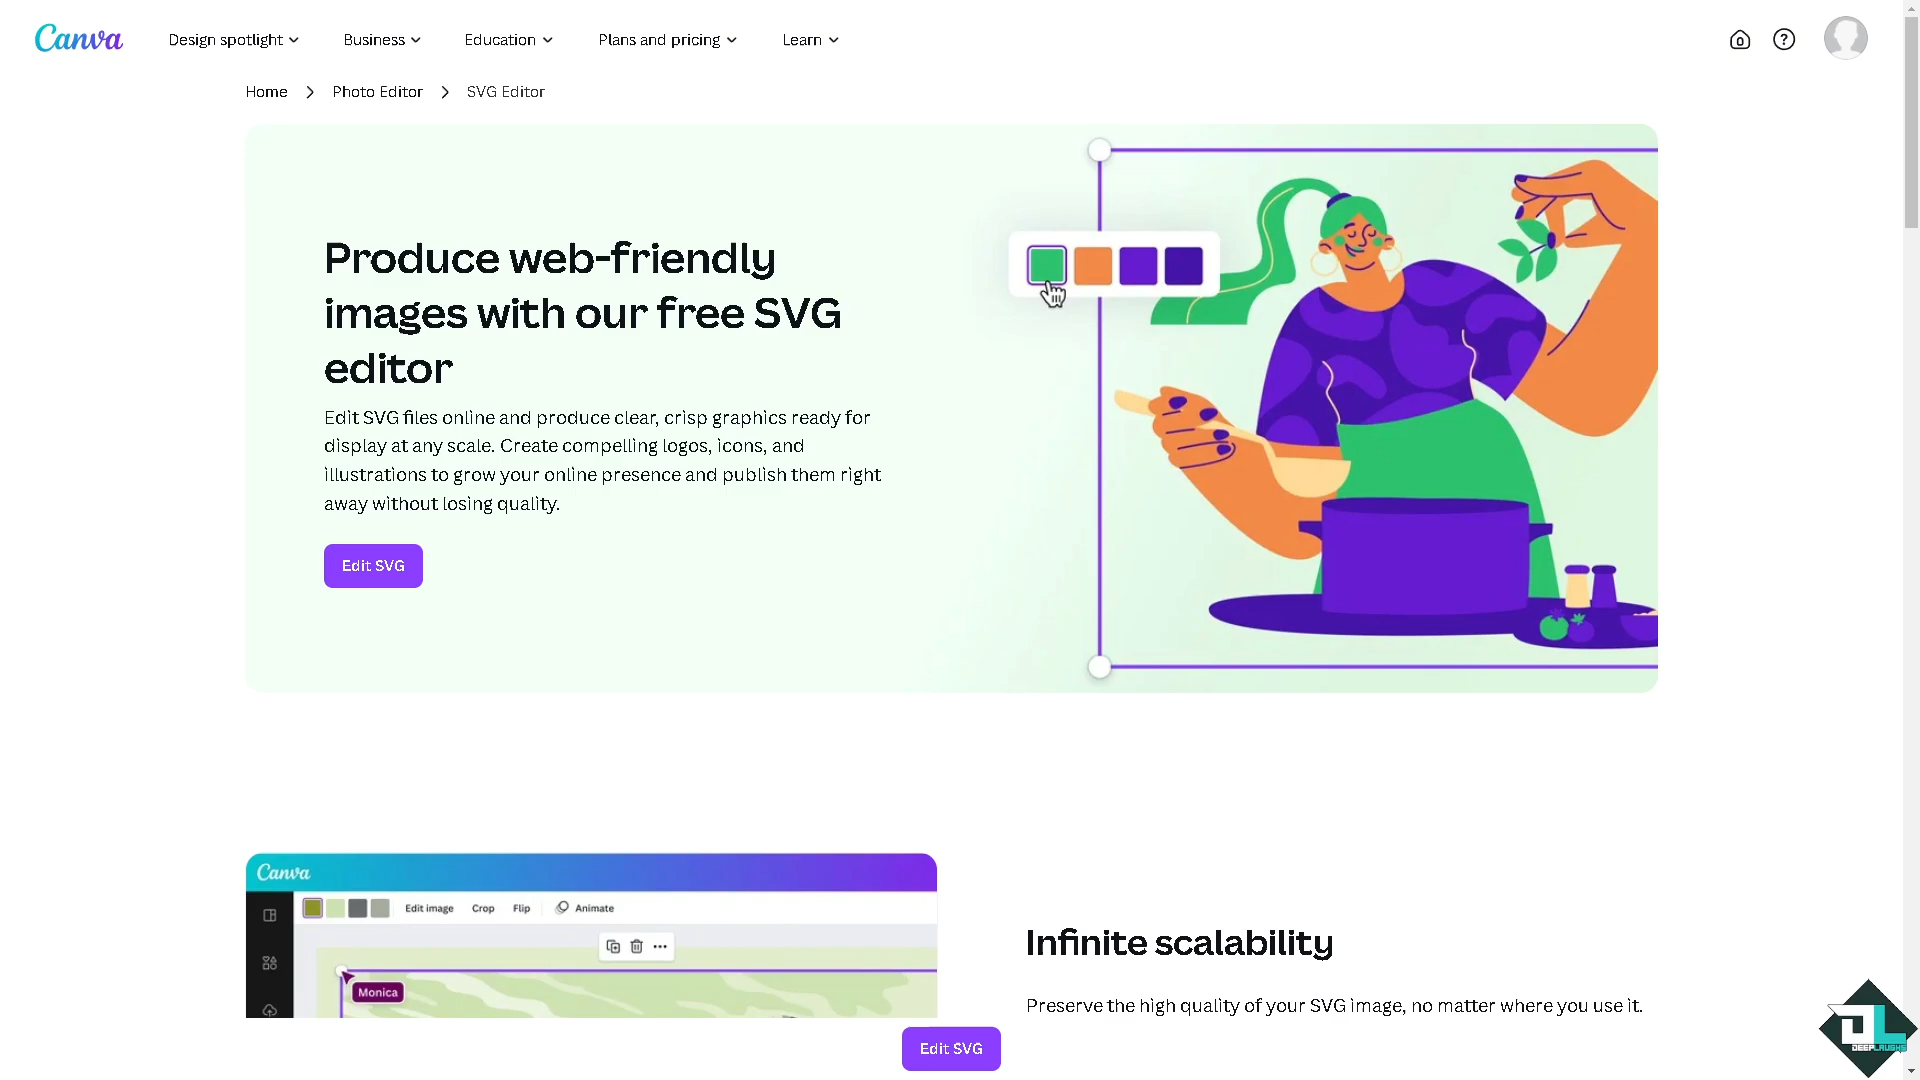 Canva
Design spotlight
Business
Education
Plans and pricing
Learn
Home
Photo Editor
SVG Editor
Produce web-friendly
images with our free SVG
editor
Edit SVG files online and produce clear, crisp graphics ready for
display at any scale. Create compelling logos, icons, and
illustrations to grow your online presence and publish them right
away without losing quality.
Edit SVG
Canva
Edit image
Crop
Flip
Animate
Monica
Infinite scalability
Preserve the high quality of your SVG image, no matter where you use it.
Edit SVG
DEEPLAUGHS